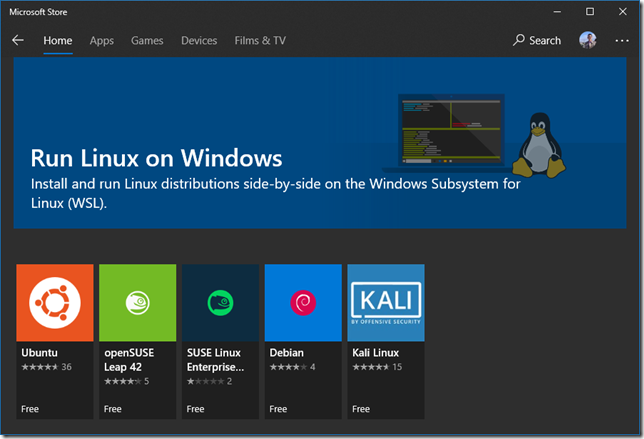 Microsoft Store
Home Apps Games Devices Films & TV Search
Run Linux on Windows
Install and run Linux distributions side-by-side on the Windows Subsystem for
Linux (WSL).
KALI
BY OFFENSIVE SECURITY
Ubuntu
36
Free
openSUSE
Leap 42
5
Free
SUSE Linux
Enterprise...
2
Free
Debian
4
Free
Kali Linux
15
Free